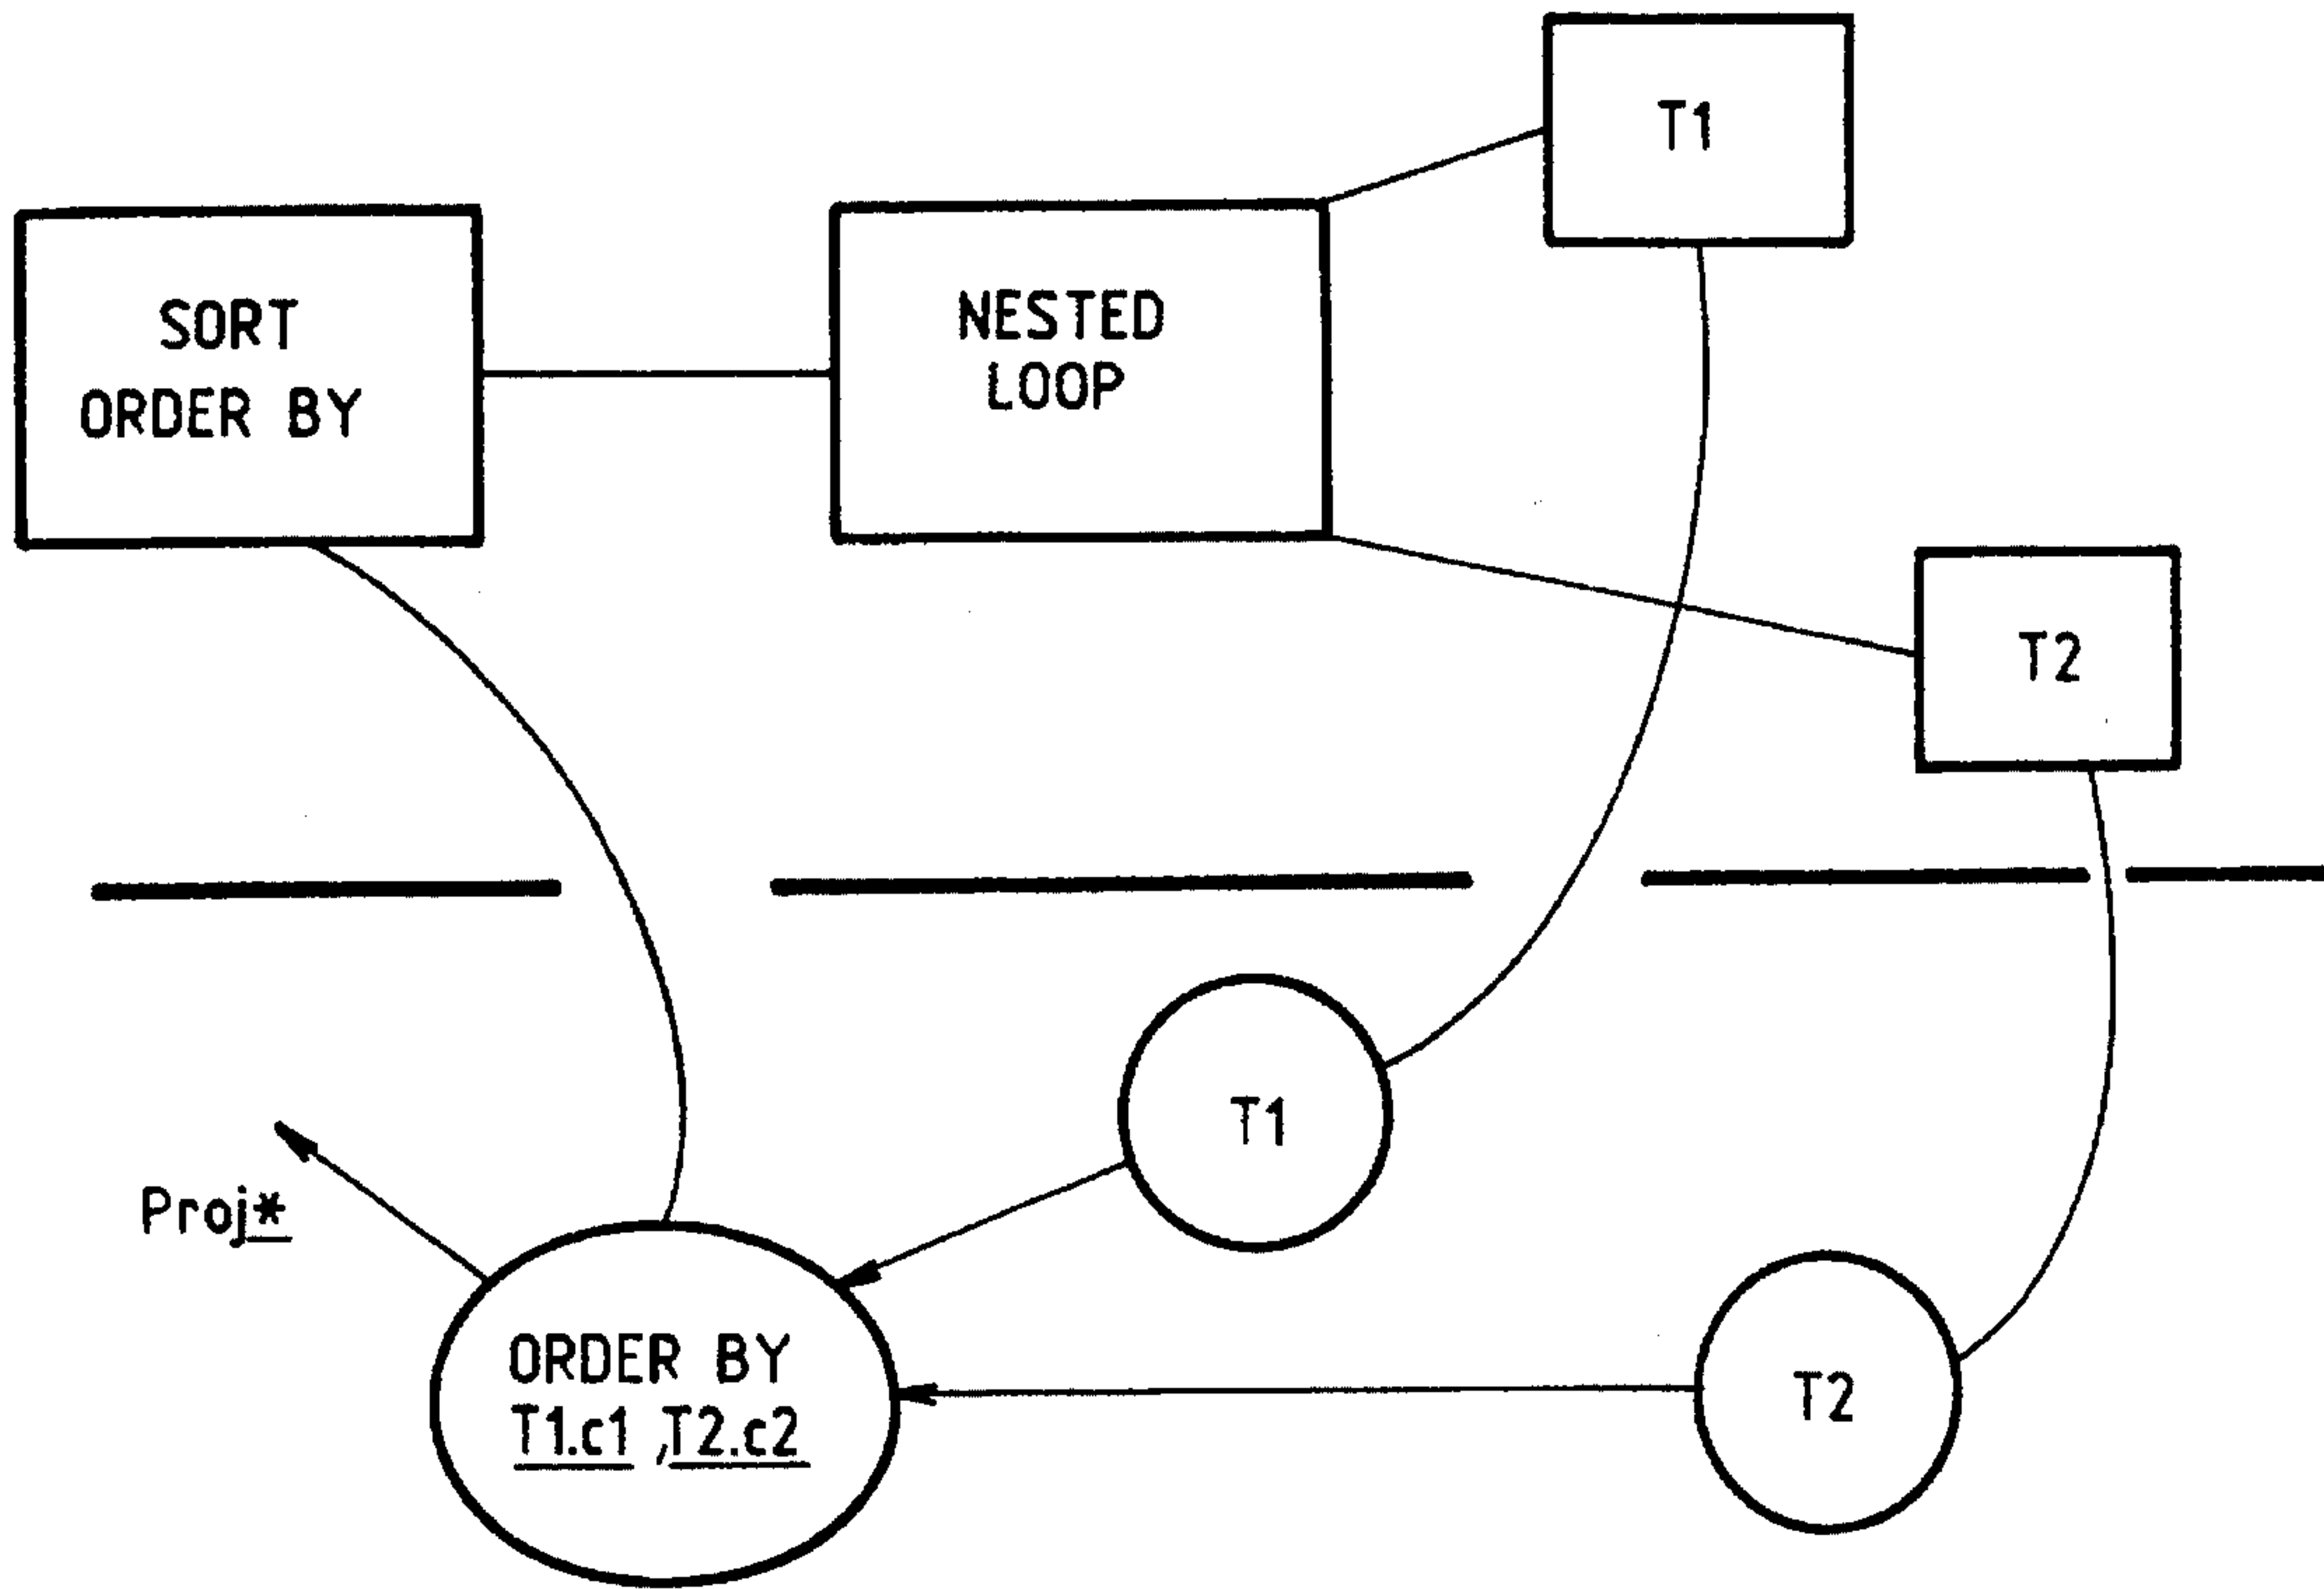 T1
SORT
ORDER BY
NESTED
LOOP
T2
T1
Proj*
ORDER BY
T1.c1 ,T2.c2
T2